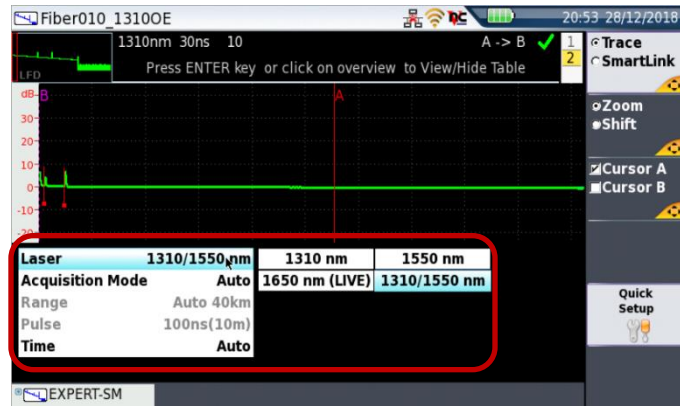 Fiber010_1310OE
20:53 28/12/2018
1310nm 30ns 10
A -> B
1
2
LFD
Press ENTER key or click on overview to View/Hide Table
Trace
SmartLink
dB
B
A
30
20
10
0
-10
-20
Zoom
Shift
Cursor A
Cursor B
Laser 1310/1550 nm
1310 nm
1550 nm
Acquisition Mode Auto
1650 nm (LIVE)
1310/1550 nm
Range Auto 40km
Pulse 100ns(10m)
Time Auto
Quick
Setup
EXPERT-SM